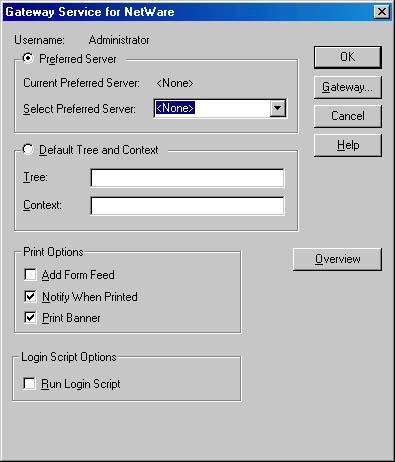 Gateway Service for NetWare
Username: Administrator
Preferred Server
OK
Current Preferred Server: <None>
Gateway...
Select Preferred Server: <None>
Cancel
Help
Default Tree and Context
Tree:
Context:
Print Options
Overview
Add Form Feed
Notify When Printed
Print Banner
Login Script Options
Run Login Script